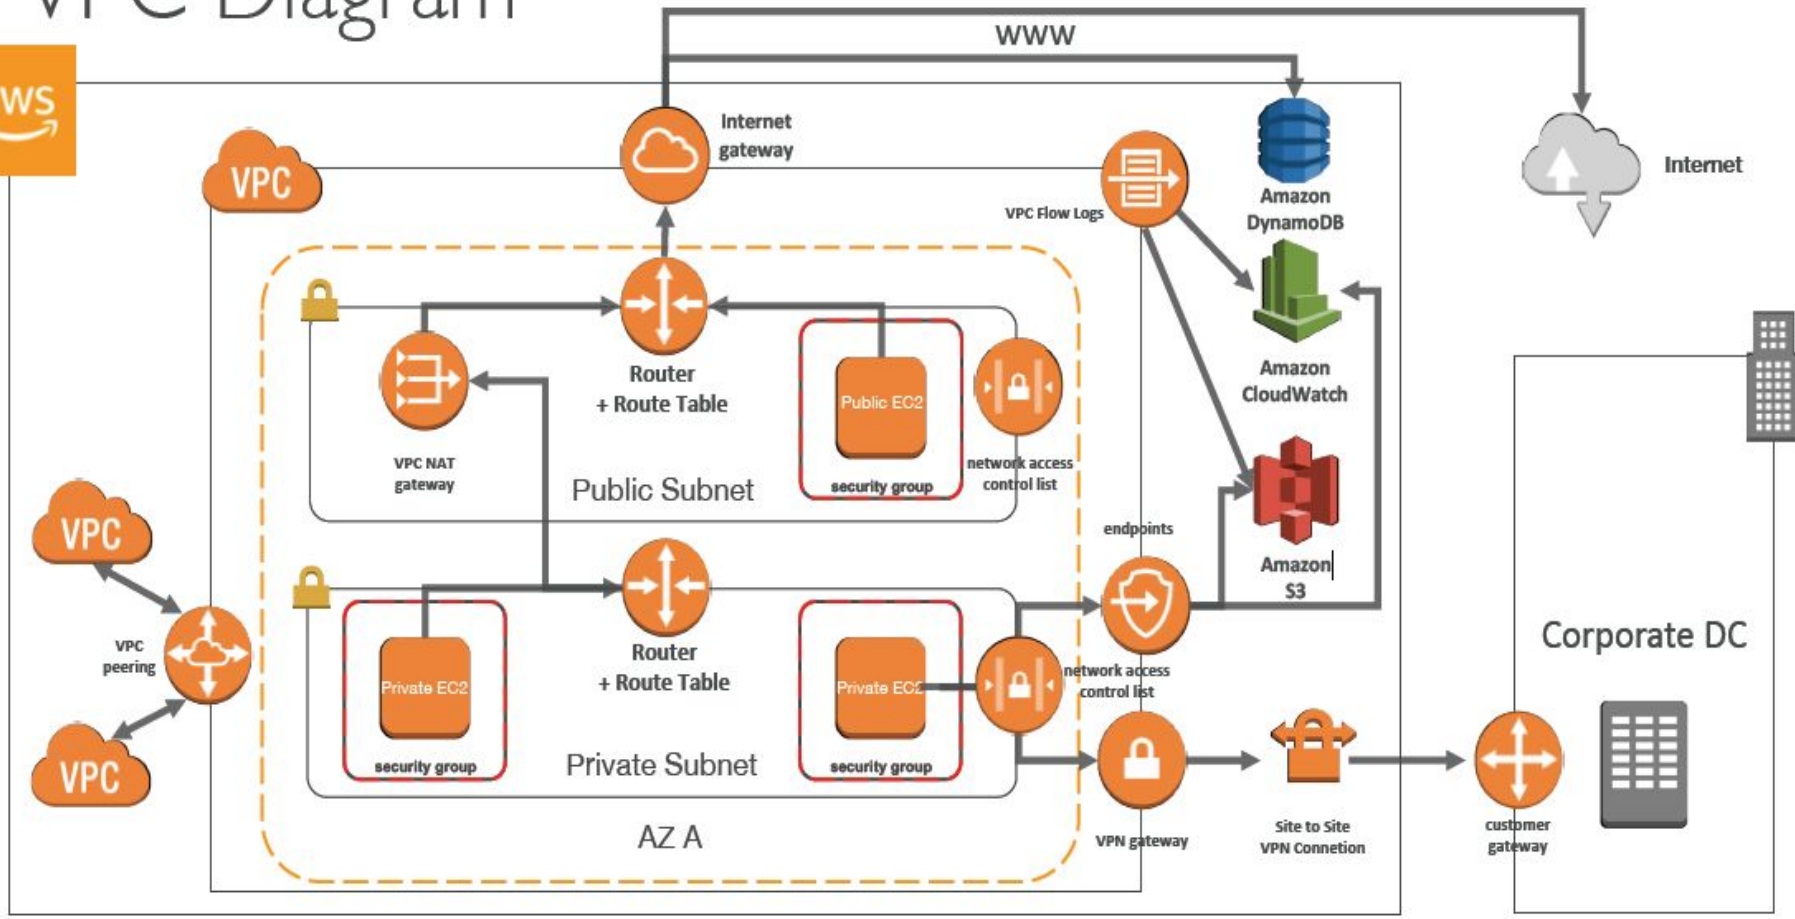 VPC Diagram
WS
WWW
Internet
gateway
VPC
VPC Flow Logs
Amazon
DynamoDB
Internet
Router
+ Route Table
Public EC2
security group
network access
control list
VPC NAT
gateway
Public Subnet
Amazon
CloudWatch
VPC
endpoints
Amazon
S3
VPC
peering
VPC
Private EC2
security group
Router
+ Route Table
Private Subnet
Private EC2
security group
network access
control list
AZ A
VPN gateway
Site to Site
VPN Connetion
customer
gateway
Corporate DC